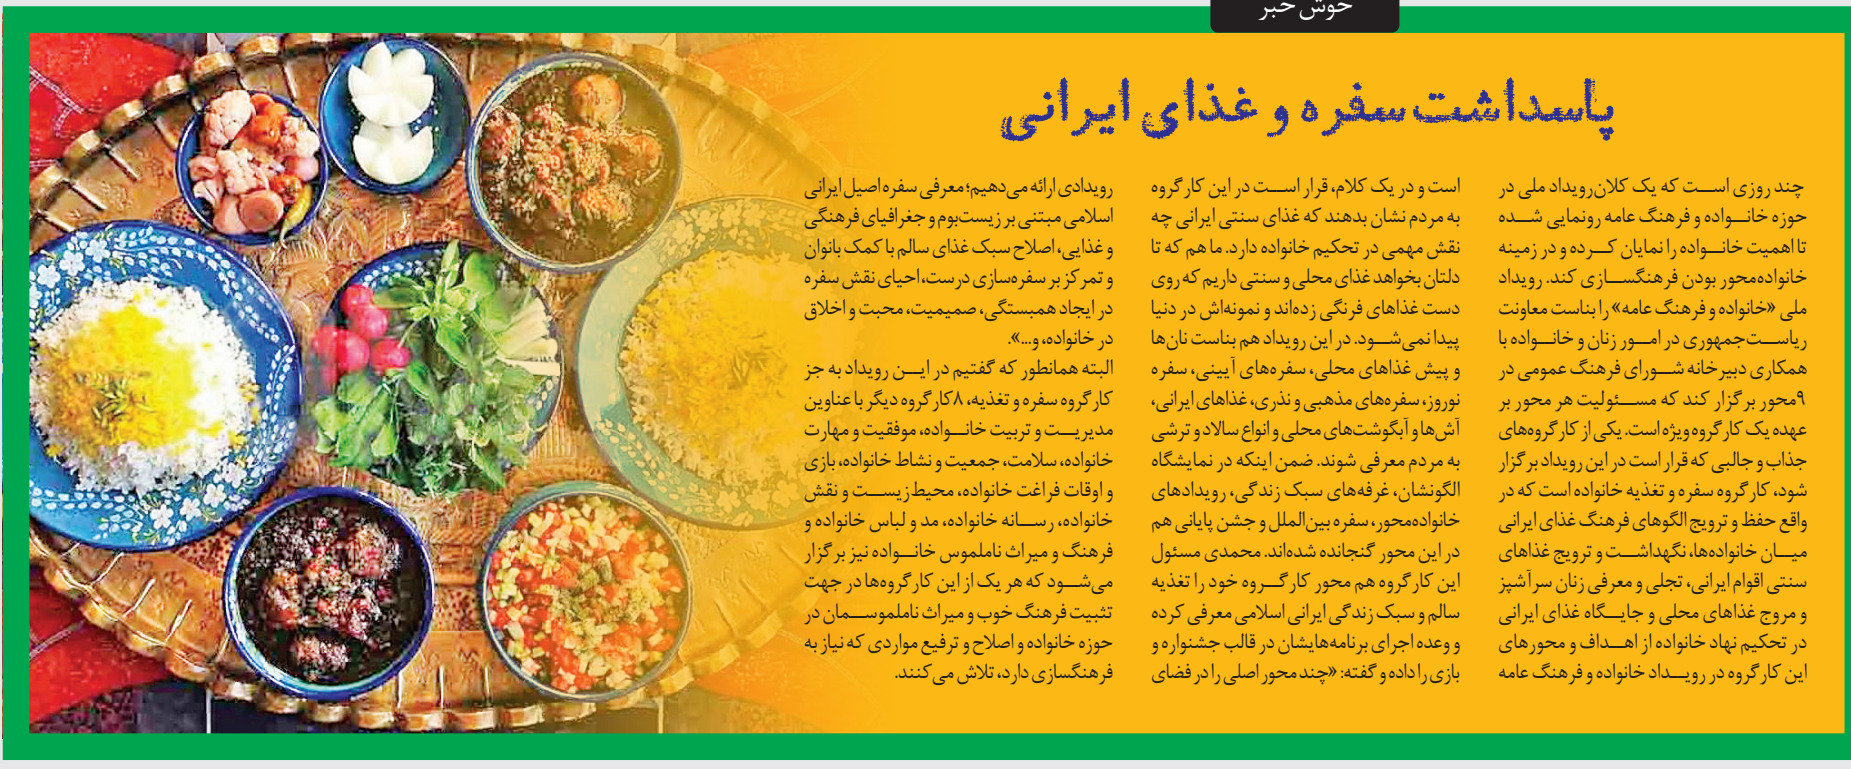 خوش خبر
پاسداشت سفره و غذای ایرانی
چند روزی است که یک کلان‌رویداد ملی در
حوزه خانواده و فرهنگ عامه رونمایی شده
تا اهمیت خانواده را نمایان کرده و در زمینه
خانواده‌محور بودن فرهنگسازی کند. رویداد
ملی «خانواده و فرهنگ عامه» را بناست معاونت
ریاست‌جمهوری در امور زنان و خانواده با
همکاری دبیرخانه شورای فرهنگ عمومی در
۹محور برگزار کند که مسئولیت هر محور بر
عهده یک کارگروه ویژه است. یکی از کارگروه‌های
جذاب و جالبی که قرار است در این رویداد برگزار
شود، کارگروه سفره و تغذیه خانواده است که در
واقع حفظ و ترویج الگوهای فرهنگ غذای ایرانی
میان خانواده‌ها، نگهداشت و ترویج غذاهای
سنتی اقوام ایرانی، تجلی و معرفی زنان سرآشپز
و مروج غذاهای محلی و جایگاه غذای ایرانی
در تحکیم نهاد خانواده از اهداف و محورهای
این کارگروه در رویداد خانواده و فرهنگ عامه
است و در یک کلام، قرار است در این کارگروه
به مردم نشان بدهند که غذای سنتی ایرانی چه
نقش مهمی در تحکیم خانواده دارد. ما هم که تا
دلتان بخواهد غذای محلی و سنتی داریم که روی
دست غذاهای فرنگی زده‌اند و نمونه‌اش در دنیا
پیدا نمی‌شود. در این رویداد هم بناست نان‌ها
و پیش غذاهای محلی، سفره‌های آیینی، سفره
نوروز، سفره‌های مذهبی و نذری، غذاهای ایرانی،
آش‌ها و آبگوشت‌های محلی و انواع سالاد و ترشی
به مردم معرفی شوند. ضمن اینکه در نمایشگاه
الگونشان، غرفه‌های سبک زندگی، رویدادهای
خانواده‌محور، سفره بین‌الملل و جشن پایانی هم
در این محور گنجانده شده‌اند. محمدی مسئول
این کارگروه هم محور کارگروه خود را تغذیه
سالم و سبک زندگی ایرانی اسلامی معرفی کرده
و وعده اجرای برنامه‌هایشان در قالب جشنواره و
بازی را داده و گفته: «چند محور اصلی را در فضای
رویدادی ارائه می‌دهیم؛ معرفی سفره اصیل ایرانی
اسلامی مبتنی بر زیست‌بوم و جغرافیای فرهنگی
و غذایی، اصلاح سبک غذای سالم با کمک بانوان
و تمرکز بر سفره‌سازی درست، احیای نقش سفره
در ایجاد همبستگی، صمیمیت، محبت و اخلاق
در خانواده، و...».
البته همانطور که گفتیم در این رویداد به جز
کارگروه سفره و تغذیه، ۸کارگروه دیگر با عناوین
مدیریت و تربیت خانواده، موفقیت و مهارت
خانواده، سلامت، جمعیت و نشاط خانواده، بازی
و اوقات فراغت خانواده، محیط‌زیست و نقش
خانواده، رسانه خانواده، مد و لباس خانواده و
فرهنگ و میراث ناملموس خانواده نیز برگزار
می‌شود که هر یک از این کارگروه‌ها در جهت
تثبیت فرهنگ خوب و میراث ناملموسمان در
حوزه خانواده و اصلاح و ترفیع مواردی که نیاز به
فرهنگسازی دارد، تلاش می‌کنند.